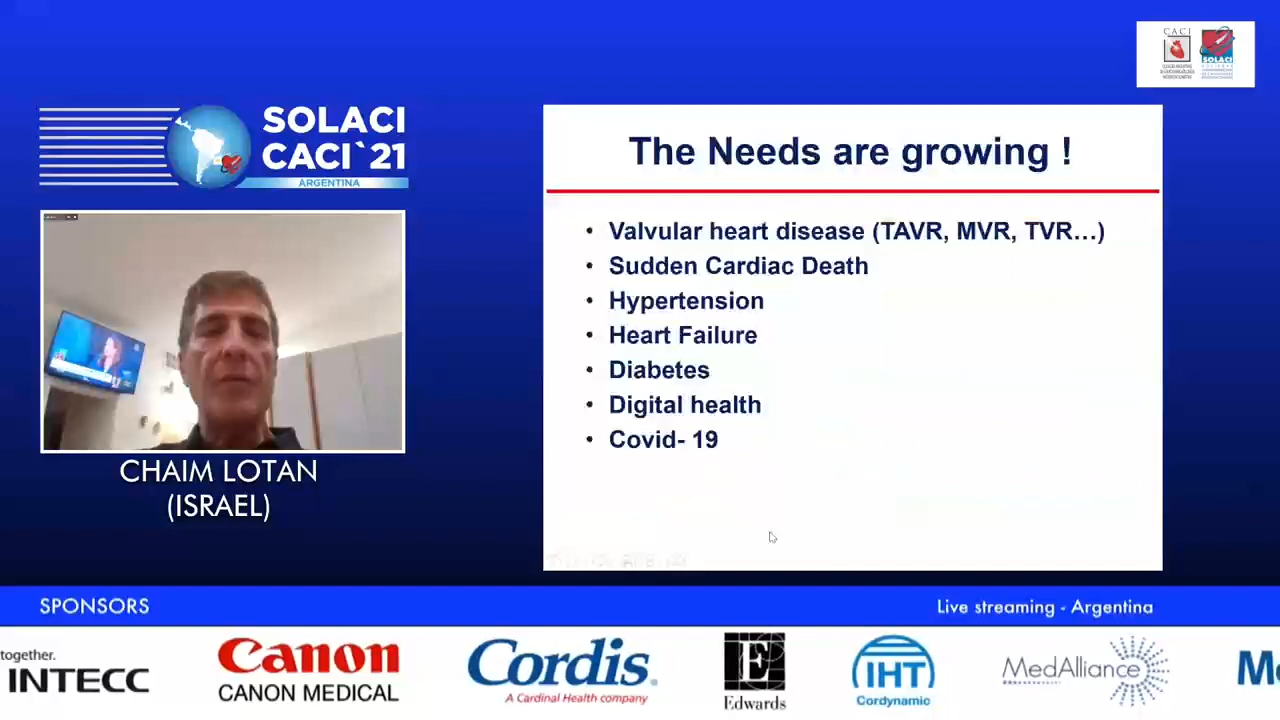 CACI
SOLACI
SOLACI
CACI`21
ARGENTINA
The Needs are growing !
• Valvular heart disease (TAVR, MVR, TVR…)
• Sudden Cardiac Death
• Hypertension
• Heart Failure
• Diabetes
• Digital health
• Covid- 19
CHAIM LOTAN
(ISRAEL)
SPONSORS
Live streaming - Argentina
together.
INTECC
Canon
CANON MEDICAL
Cordis.
A Cardinal Health company
E
Edwards
IHT
Cordynamic
MedAlliance